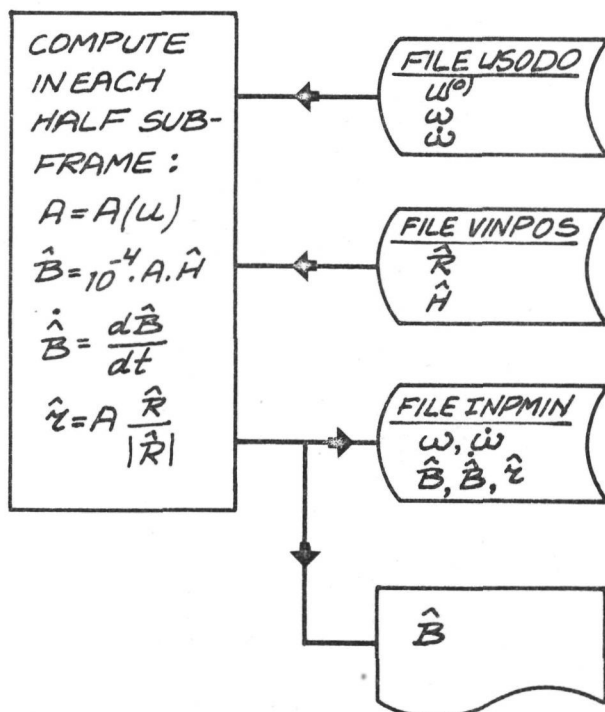 COMPUTE
IN EACH
HALF SUB-
FRAME :
A = A(u)
B̂ = 10⁻⁴ . A . Ĥ
B̂̇ = dB̂/dt
r̂ = A R̂/|R̂|
FILE USODO
u⁽⁰⁾
ω
ω̇
FILE VINPOS
R̂
Ĥ
FILE INPMIN
ω, ω̇
B̂, B̂̇, r̂
B̂